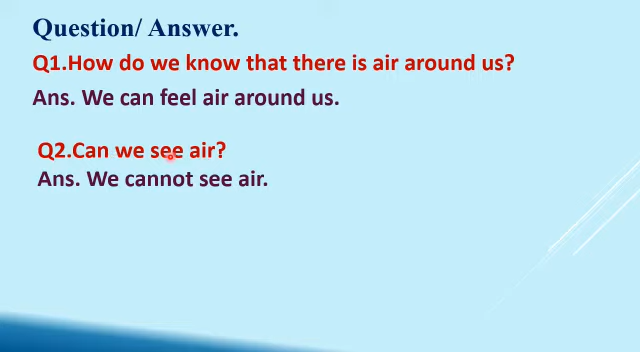 Question/ Answer.
Q1.How do we know that there is air around us?
Ans. We can feel air around us.
Q2.Can we see air?
Ans. We cannot see air.